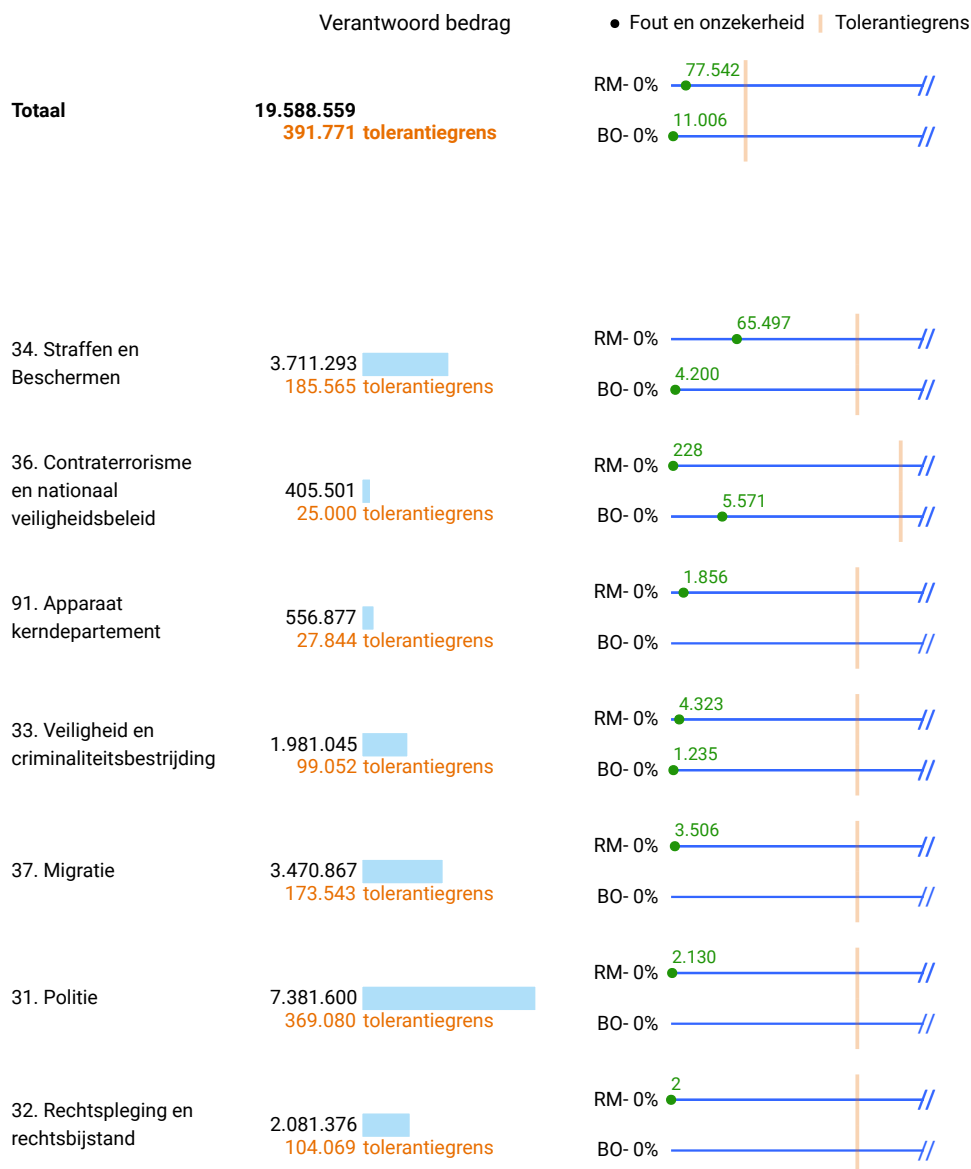 Verantwoord bedrag
Fout en onzekerheid
Tolerantiegrens
Totaal
19.588.559
391.771 tolerantiegrens
RM- 0%
77.542
BO- 0%
11.006
34. Straffen en
Beschermen
3.711.293
185.565 tolerantiegrens
RM- 0%
65.497
BO- 0%
4.200
36. Contraterrorisme
en nationaal
veiligheidsbeleid
405.501
25.000 tolerantiegrens
RM- 0%
228
BO- 0%
5.571
91. Apparaat
kerndepartement
556.877
27.844 tolerantiegrens
RM- 0%
1.856
BO- 0%
33. Veiligheid en
criminaliteitsbestrijding
1.981.045
99.052 tolerantiegrens
RM- 0%
4.323
BO- 0%
1.235
37. Migratie
3.470.867
173.543 tolerantiegrens
RM- 0%
3.506
BO- 0%
31. Politie
7.381.600
369.080 tolerantiegrens
RM- 0%
2.130
BO- 0%
32. Rechtspleging en
rechtsbijstand
2.081.376
104.069 tolerantiegrens
RM- 0%
2
BO- 0%